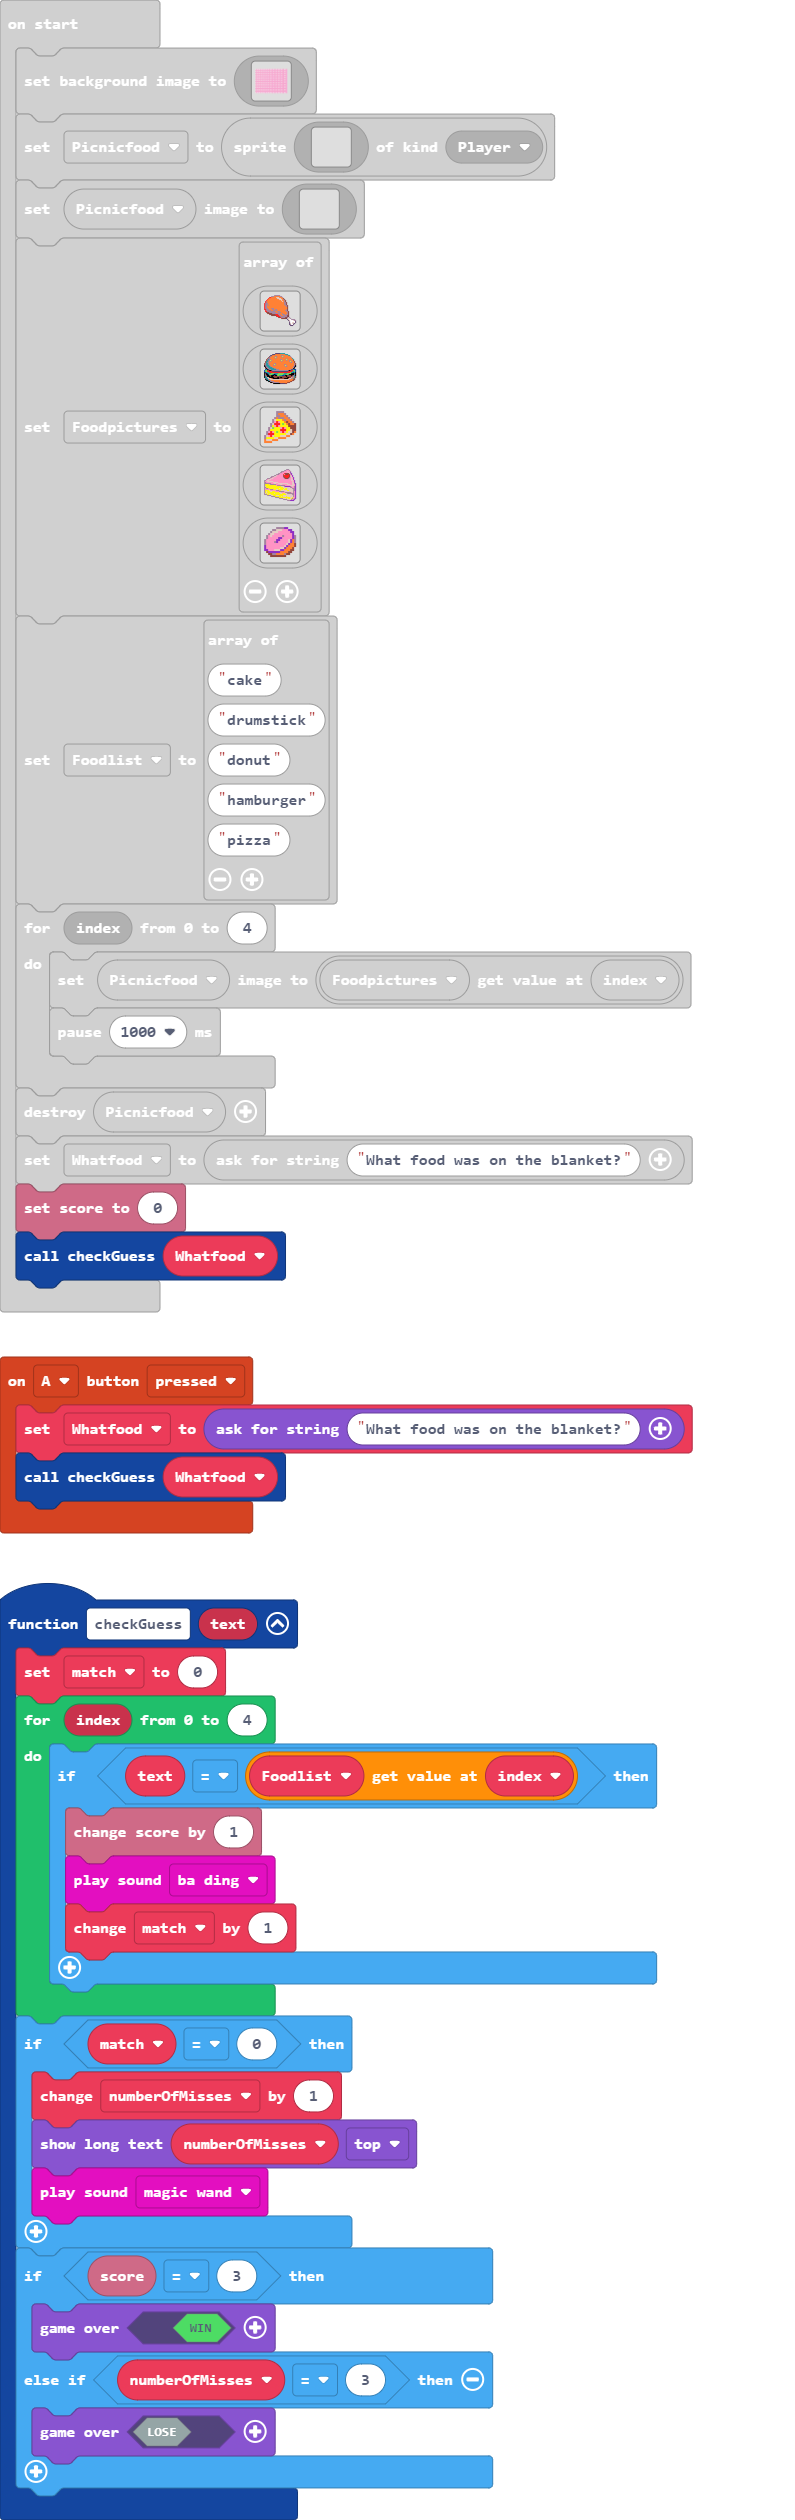 on start
set background image to
set Picnicfood to sprite of kind Player
set Picnicfood image to
array of
set Foodpictures to
array of
"cake"
"drumstick"
set Foodlist to "donut"
"hamburger"
"pizza"
for index from 0 to 4
do
set Picnicfood image to Foodpictures get value at index
pause 1000 ms
destroy Picnicfood
set Whatfood to ask for string "What food was on the blanket?"
set score to 0
call checkGuess Whatfood
on A button pressed
set Whatfood to ask for string "What food was on the blanket?"
call checkGuess Whatfood
function checkGuess text
set match to 0
for index from 0 to 4
do
if text = Foodlist get value at index then
change score by 1
play sound ba ding
change match by 1
if match = 0 then
change numberOfMisses by 1
show long text numberOfMisses top
play sound magic wand
if score = 3 then
game over WIN
else if numberOfMisses = 3 then
game over LOSE